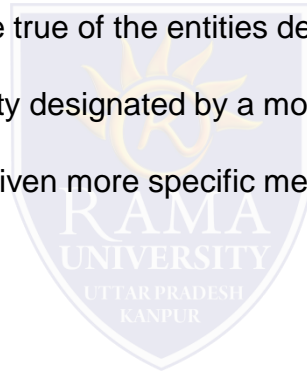 e true of the entities de
ty designated by a mo
iven more specific me
RAMA
UNIVERSITY
UTTAR PRADESH
KANPUR